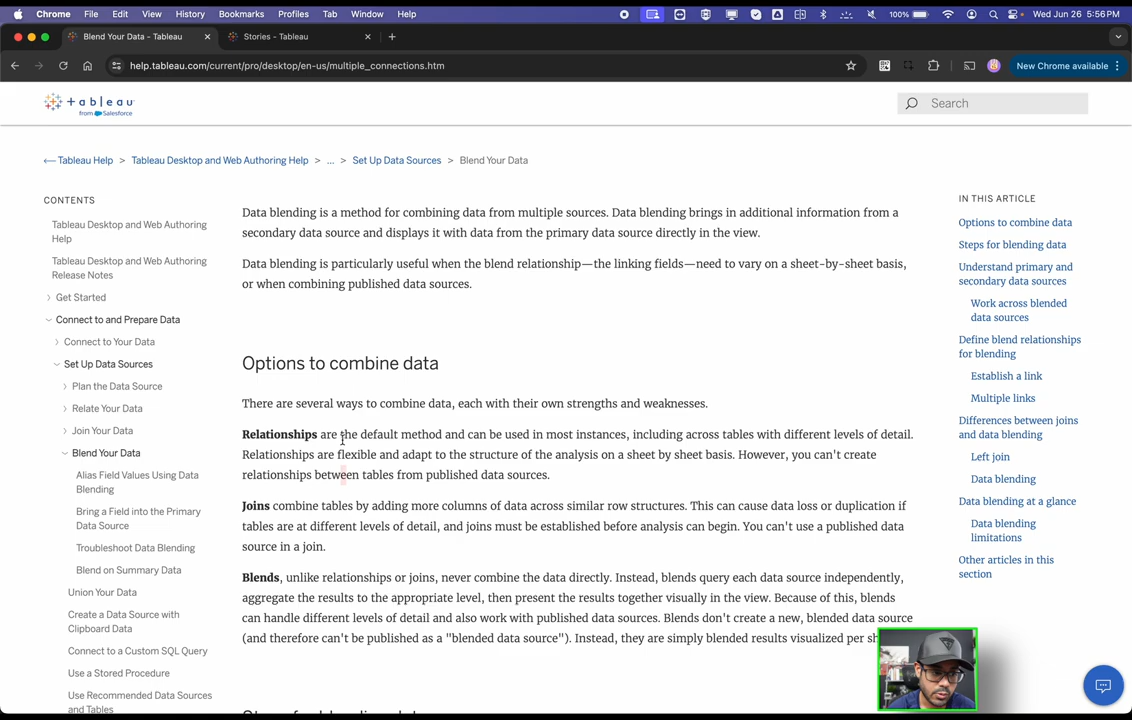 Chrome File Edit View History Bookmarks Profiles Tab Window Help 100% Wed Jun 26 5:56 PM
Blend Your Data - Tableau Stories - Tableau
help.tableau.com/current/pro/desktop/en-us/multiple_connections.htm New Chrome available
+ a b l e a u
from Salesforce
Search
Tableau Help > Tableau Desktop and Web Authoring Help > ... > Set Up Data Sources > Blend Your Data
CONTENTS
Tableau Desktop and Web Authoring
Help
Tableau Desktop and Web Authoring
Release Notes
Get Started
Connect to and Prepare Data
Connect to Your Data
Set Up Data Sources
Plan the Data Source
Relate Your Data
Join Your Data
Blend Your Data
Alias Field Values Using Data
Blending
Bring a Field into the Primary
Data Source
Troubleshoot Data Blending
Blend on Summary Data
Union Your Data
Create a Data Source with
Clipboard Data
Connect to a Custom SQL Query
Use a Stored Procedure
Use Recommended Data Sources
and Tables
Data blending is a method for combining data from multiple sources. Data blending brings in additional information from a
secondary data source and displays it with data from the primary data source directly in the view.
Data blending is particularly useful when the blend relationship—the linking fields—need to vary on a sheet-by-sheet basis,
or when combining published data sources.
Options to combine data
There are several ways to combine data, each with their own strengths and weaknesses.
Relationships are the default method and can be used in most instances, including across tables with different levels of detail.
Relationships are flexible and adapt to the structure of the analysis on a sheet by sheet basis. However, you can't create
relationships between tables from published data sources.
Joins combine tables by adding more columns of data across similar row structures. This can cause data loss or duplication if
tables are at different levels of detail, and joins must be established before analysis can begin. You can't use a published data
source in a join.
Blends, unlike relationships or joins, never combine the data directly. Instead, blends query each data source independently,
aggregate the results to the appropriate level, then present the results together visually in the view. Because of this, blends
can handle different levels of detail and also work with published data sources. Blends don't create a new, blended data source
(and therefore can't be published as a "blended data source"). Instead, they are simply blended results visualized per
IN THIS ARTICLE
Options to combine data
Steps for blending data
Understand primary and
secondary data sources
Work across blended
data sources
Define blend relationships
for blending
Establish a link
Multiple links
Differences between joins
and data blending
Left join
Data blending
Data blending at a glance
Data blending
limitations
Other articles in this
section